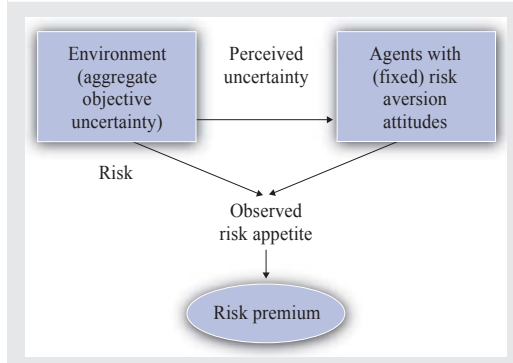 Environment
(aggregate
objective
uncertainty)
Perceived
uncertainty
Agents with
(fixed) risk
aversion
attitudes
Risk
Observed
risk appetite
Risk premium